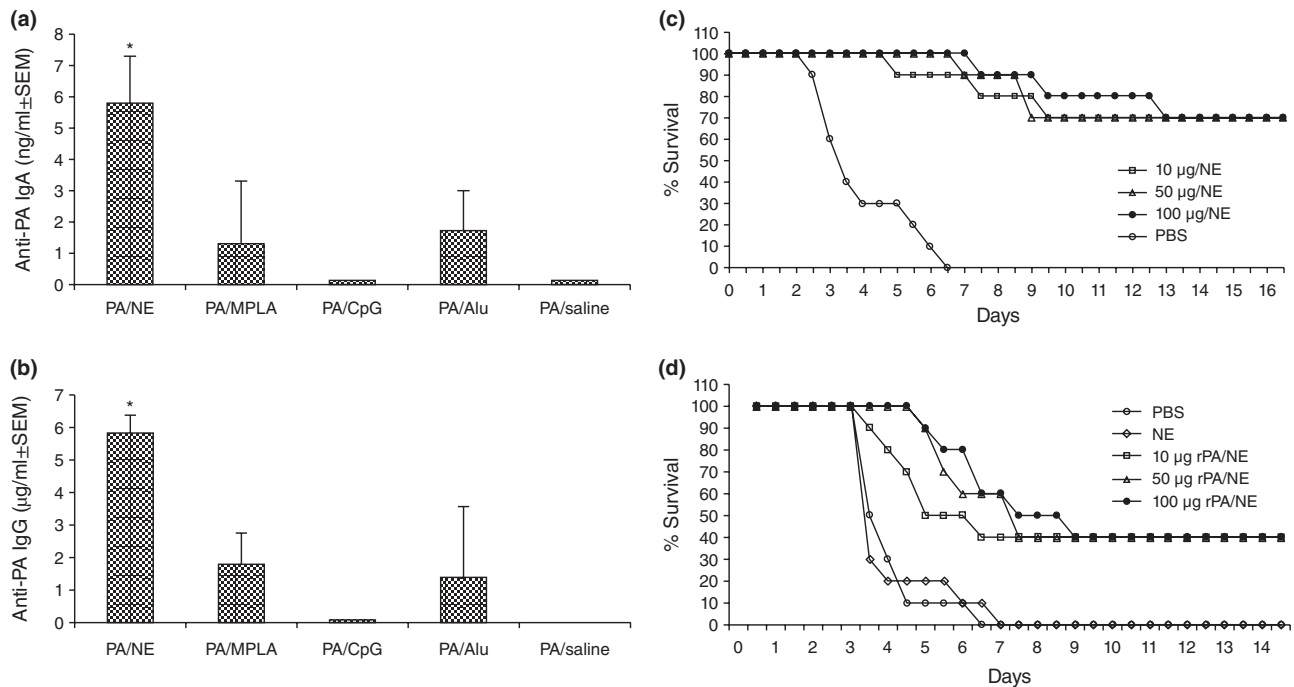 (a)
Anti-PA IgA (ng/ml±SEM)
8
7
6
5
4
3
2
1
0
*
PA/NE PA/MPLA PA/CpG PA/Alu PA/saline
(b)
Anti-PA IgG (μg/ml±SEM)
7
6
5
4
3
2
1
0
*
PA/NE PA/MPLA PA/CpG PA/Alu PA/saline
(c)
% Survival
110
100
90
80
70
60
50
40
30
20
10
0
10 μg/NE
50 μg/NE
100 μg/NE
PBS
0 1 2 3 4 5 6 7 8 9 10 11 12 13 14 15 16
Days
(d)
% Survival
110
100
90
80
70
60
50
40
30
20
10
0
PBS
NE
10 μg rPA/NE
50 μg rPA/NE
100 μg rPA/NE
0 1 2 3 4 5 6 7 8 9 10 11 12 13 14
Days